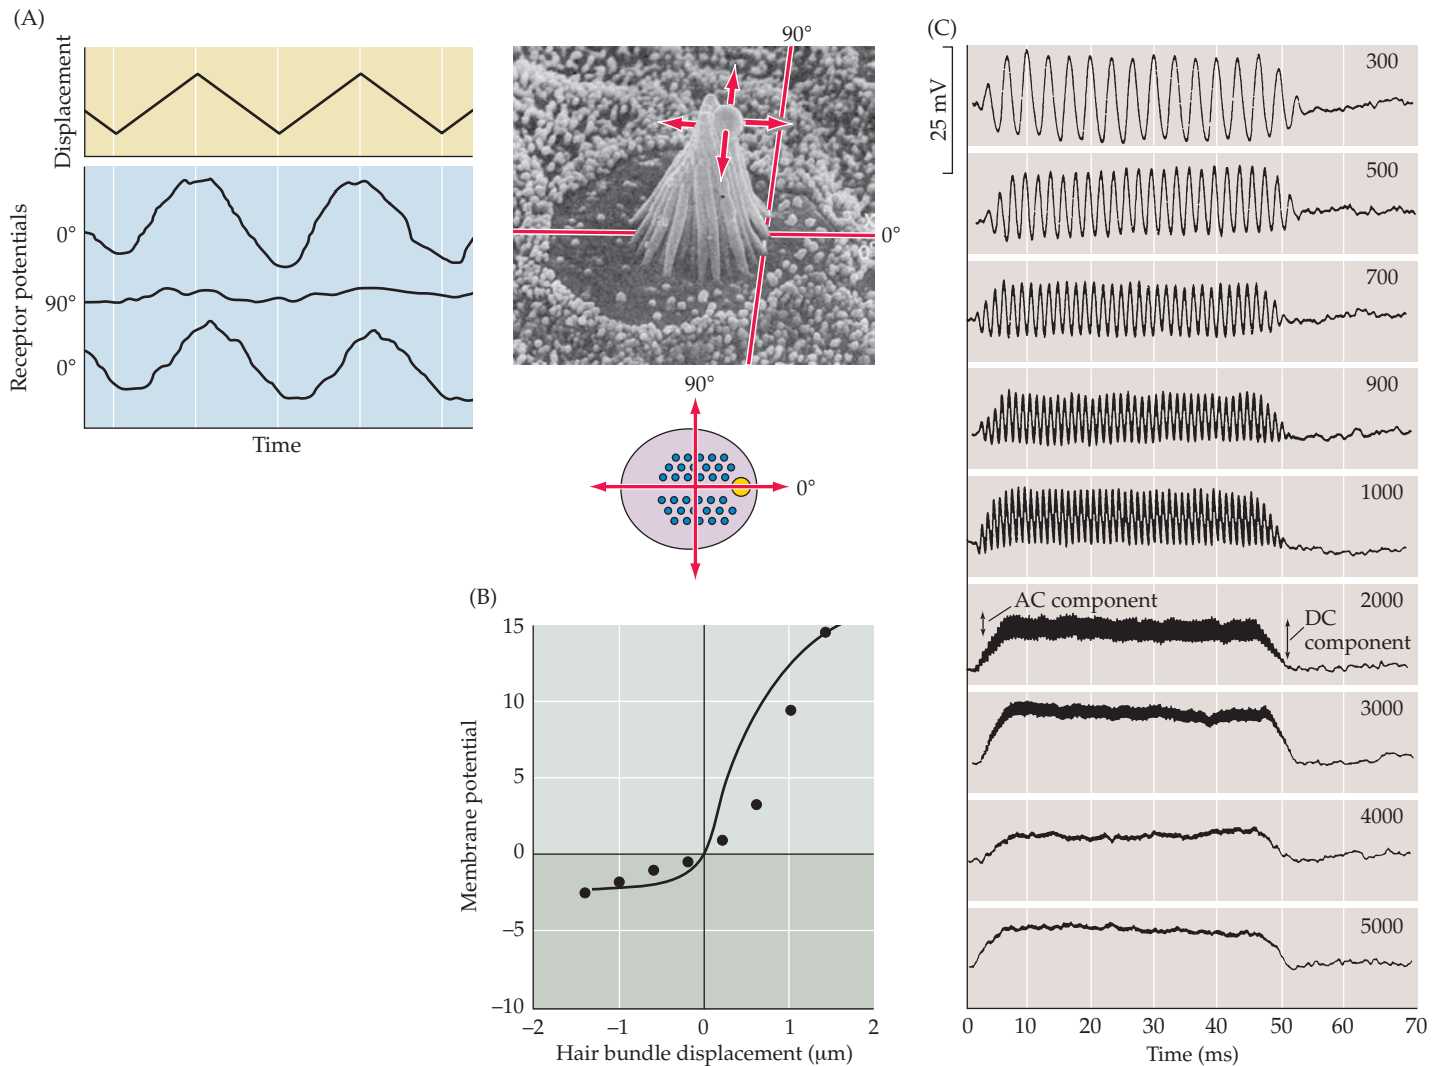 (A)
Displacement
Receptor potentials
0°
90°
0°
Time
90°
0°
90°
0°
(B)
Membrane potential
15
10
5
0
–5
–10
–2
–1
0
1
2
Hair bundle displacement (μm)
(C)
25 mV
300
500
700
900
1000
2000
AC component
DC
component
3000
4000
5000
0
10
20
30
40
50
60
70
Time (ms)